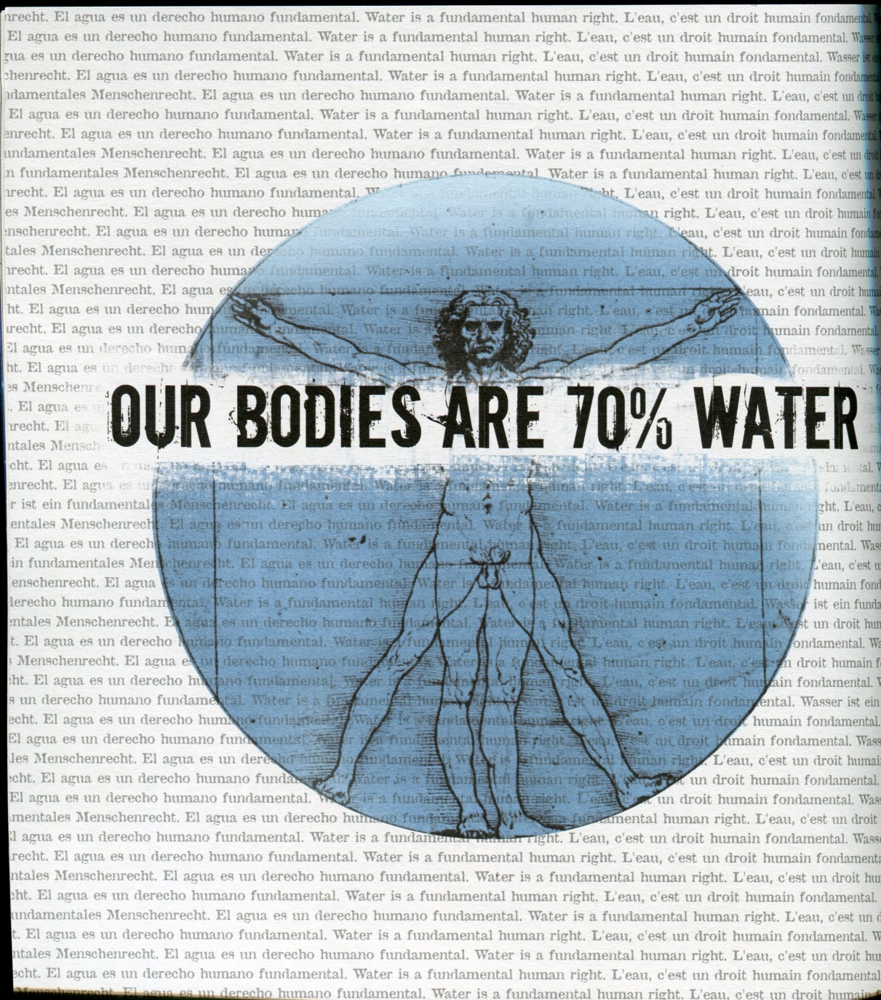 nrecht. El agua es un derecho humano fundamental. Water is a fundamental human right. L'eau, c'est un droit humain fondamental.
El agua es un derecho humano fundamental. Water is a fundamental human right. L'eau, c'est un droit humain fondamental. Wasser
gua es un derecho humano fundamental. Water is a fundamental human right. L'eau, c'est un droit humain fondamental. Wasser ist ein
chenrecht. El agua es un derecho humano fundamental. Water is a fundamental human right. L'eau, c'est un droit humain fondamental
ndamentales Menschenrecht. El agua es un derecho humano fundamental. Water is a fundamental human right. L'eau, c'est un droit
El agua es un derecho humano fundamental. Water is a fundamental human right. L'eau, c'est un droit humain fondamental. Wasser
enrecht. El agua es un derecho humano fundamental. Water is a fundamental human right. L'eau, c'est un droit humain fondamental.
undamentales Menschenrecht. El agua es un derecho humano fundamental. Water is a fundamental human right. L'eau, c'est un droit
n fundamentales Menschenrecht. El agua es un derecho humano fundamental. Water is a fundamental human right. L'eau, c'est un
nrecht. El agua es un derecho humano fundamental. Water is a fundamental human right. L'eau, c'est un droit humain fondamental.
es Menschenrecht. El agua es un derecho humano fundamental. Water is a fundamental human right. L'eau, c'est un droit humain
enschenrecht. El agua es un derecho humano fundamental. Water is a fundamental human right. L'eau, c'est un droit humain
tales Menschenrecht. El agua es un derecho humano fundamental. Water is a fundamental human right. L'eau, c'est un droit humain
nrecht. El agua es un derecho humano fundamental. Water is a fundamental human right. L'eau, c'est un droit humain fondamental.
ntales Menschenrecht. El agua es un derecho humano fundamental. Water is a fundamental human right. L'eau, c'est un droit
ht. El agua es un derecho humano fundamental. Water is a fundamental human right. L'eau, c'est un droit humain fondamental.
nrecht. El agua es un derecho humano fundamental. Water is a fundamental human right. L'eau, c'est un droit humain fondamental.
El agua es un derecho humano fundamental. Water is a fundamental human right. L'eau, c'est un droit humain fondamental. Wasser
ht. El agua es un derecho humano fundamental. droit humain fondamental.
es Menschenre
El agua es
OUR BODIES ARE 70% WATER
nrecht. El agu
ntales Mensch
cht. El agua es
enrecht. El agua es un derecho humano fundamental. Water is a fundamental human right. L'eau, c'est un droit
r ist ein fundamentales Menschenrecht. El agua es un derecho humano fundamental. Water is a fundamental human right. L'eau, c
entales Menschenrecht. El agua es un derecho humano fundamental. Water is a fundamental human right. L'eau, c'est un droit hum
El agua es un derecho humano fundamental. Water is a fundamental human right. L'eau, c'est un droit humain fondamental. Wass
in fundamentales Menschenrecht. El agua es un derecho humano fundamental. Water is a fundamental human right. L'eau, c'est u
enschenrecht. El agua es un derecho humano fundamental. Water is a fundamental human right. L'eau, c'est un droit humain fond
derecho humano fundamental. Water is a fundamental human right. L'eau, c'est un droit humain fondamental. Wasser ist ein funda
entales Menschenrecht. El agua es un derecho humano fundamental. Water is a fundamental human right. L'eau, c'est un droit hum
t. El agua es un derecho humano fundamental. Water is a fundamental human right. L'eau, c'est un droit humain fondamental. Wa
Menschenrecht. El agua es un derecho humano fundamental. Water is a fundamental human right. L'eau, c'est un droit humain f
ht. El agua es un derecho humano fundamental. Water is a fundamental human right. L'eau, c'est un droit humain fondamental.
s un derecho humano fundamental. Water is a fundamental human right. L'eau, c'est un droit humain fondamental. Wasser ist ein
echt. El agua es un derecho humano fundamental. Water is a fundamental human right. L'eau, c'est un droit humain fondamental.
El agua es un derecho humano fundamental. Water is a fundamental human right. L'eau, c'est un droit humain fondamental. Wass
les Menschenrecht. El agua es un derecho humano fundamental. Water is a fundamental human right. L'eau, c'est un droit humai
echt. El agua es un derecho humano fundamental. Water is a fundamental human right. L'eau, c'est un droit humain fondamental.
El agua es un derecho humano fundamental. Water is a fundamental human right. L'eau, c'est un droit humain fondamental. Was
amentales Menschenrecht. El agua es un derecho humano fundamental. Water is a fundamental human right. L'eau, c'est un droit
El agua es un derecho humano fundamental. Water is a fundamental human right. L'eau, c'est un droit humain fondamental. Wass
nrecht. El agua es un derecho humano fundamental. Water is a fundamental human right. L'eau, c'est un droit humain fondamenta
ntales Menschenrecht. El agua es un derecho humano fundamental. Water is a fundamental human right. L'eau, c'est un droit hum
cht. El agua es un derecho humano fundamental. Water is a fundamental human right. L'eau, c'est un droit humain fondamental.
undamentales Menschenrecht. El agua es un derecho humano fundamental. Water is a fundamental human right. L'eau, c'est un d
t. El agua es un derecho humano fundamental. Water is a fundamental human right. L'eau, c'est un droit humain fondamental. W
ntales Menschenrecht. El agua es un derecho humano fundamental. Water is a fundamental human right. L'eau, c'est un droit hu
echt. El agua es un derecho humano fundamental. Water is a fundamental human right. L'eau, c'est un droit humain fondamental
Menschenrecht. El agua es un derecho humano fundamental. Water is a fundamental human right. L'eau, c'est un droit humain